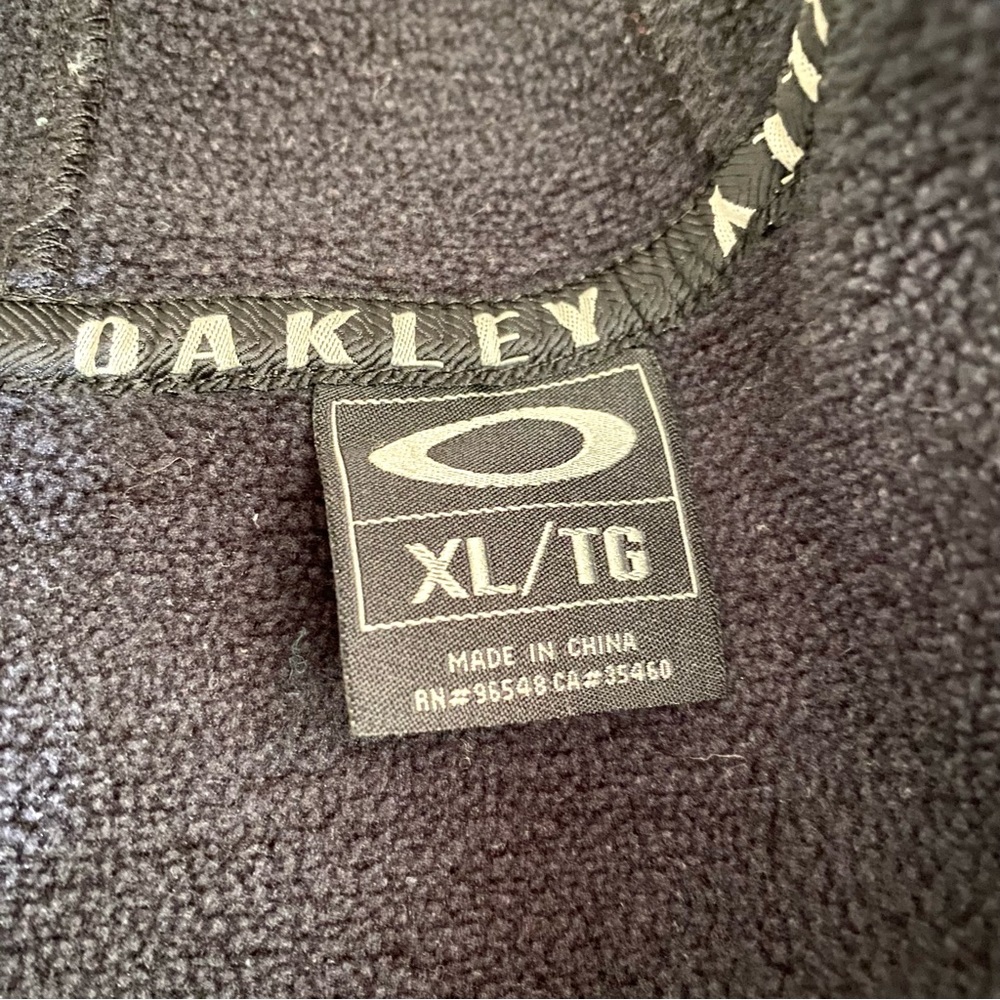 OAKLEY
XL/TG
MADE IN CHINA
RN#96548 CA#35460